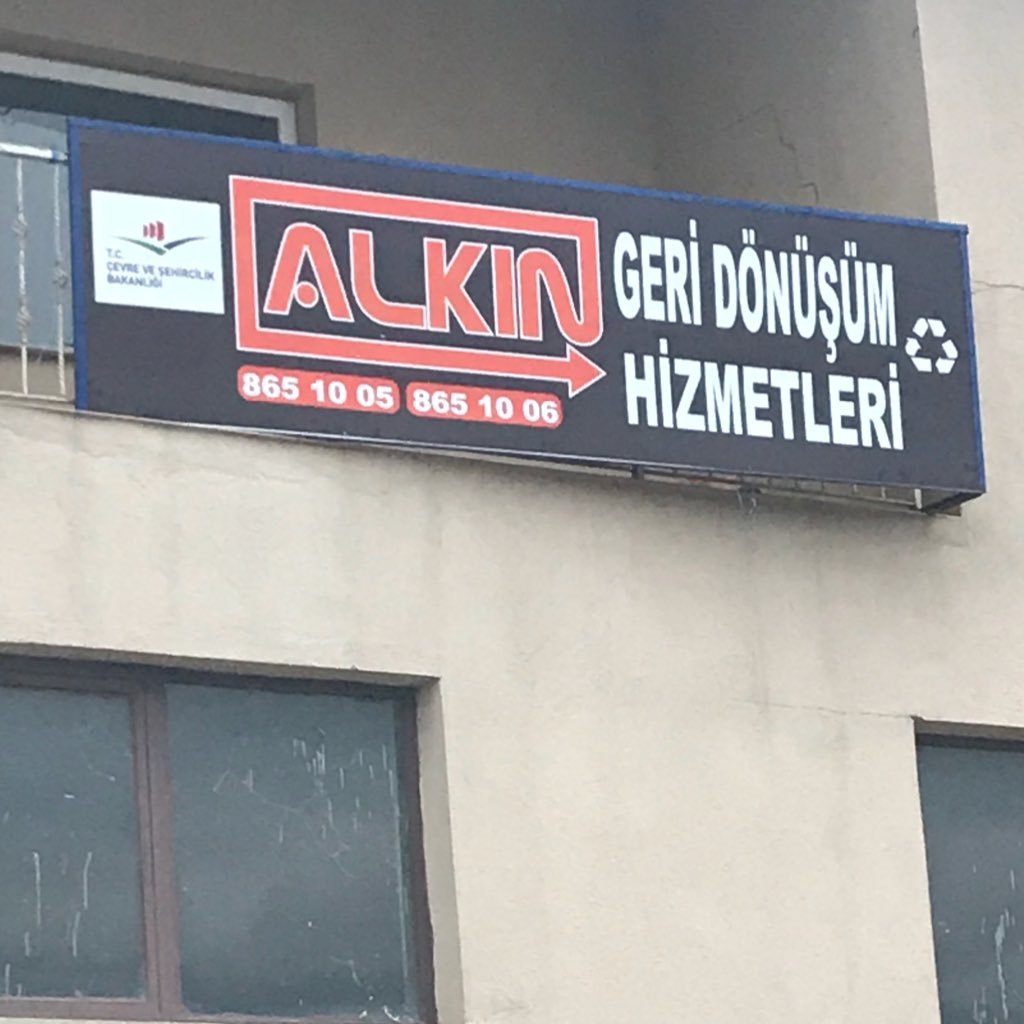 T.C.
ÇEVRE VE ŞEHİRCİLİK
BAKANLIĞI
ALKIN
865 10 05 865 10 06
GERİ DÖNÜŞÜM
HİZMETLERİ